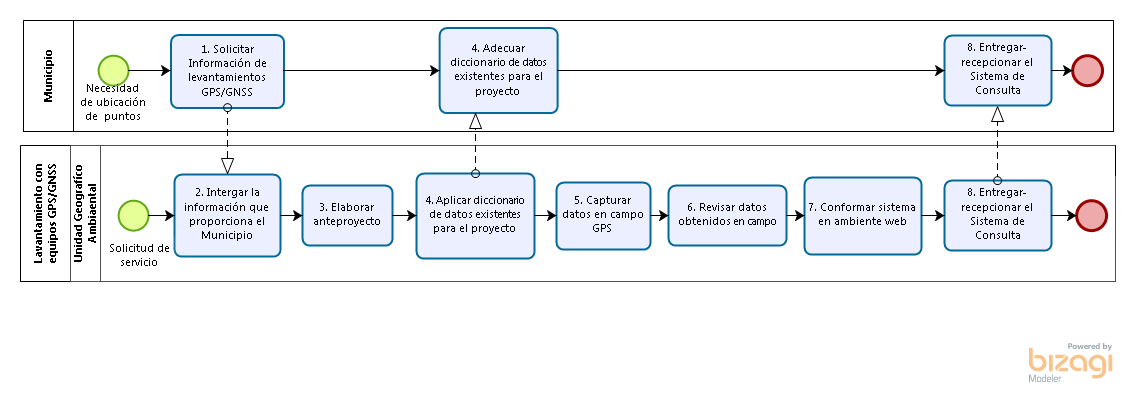 Municipio
Necesidad
de ubicación
de puntos
1. Solicitar
Información de
levantamientos
GPS/GNSS
4. Adecuar
diccionario de datos
existentes para el
proyecto
8. Entregar-
recepcionar el
Sistema de
Consulta
Lavantamiento con
equipos GPS/GNSS
Unidad Geografíco
Ambiaental
Solicitud de
servicio
2. Intergar la
información que
proporciona el
Municipio
3. Elaborar
anteproyecto
4. Aplicar diccionario
de datos existentes
para el proyecto
5. Capturar
datos en campo
GPS
6. Revisar datos
obtenidos en campo
7. Conformar sistema
en ambiente web
8. Entregar-
recepcionar el
Sistema de
Consulta
Powered by
bizagi
Modeler